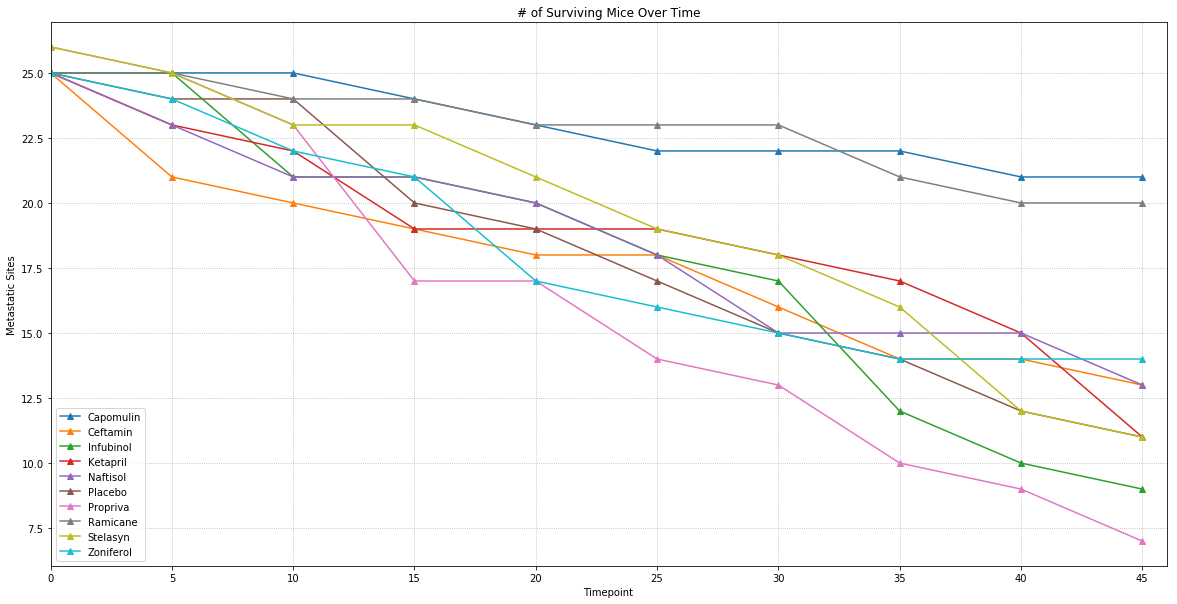 # of Surviving Mice Over Time
Metastatic Sites
25.0
22.5
20.0
17.5
15.0
12.5
10.0
7.5
Capomulin
Ceftamin
Infubinol
Ketapril
Naftisol
Placebo
Propriva
Ramicane
Stelasyn
Zoniferol
0 5 10 15 20 25 30 35 40 45
Timepoint